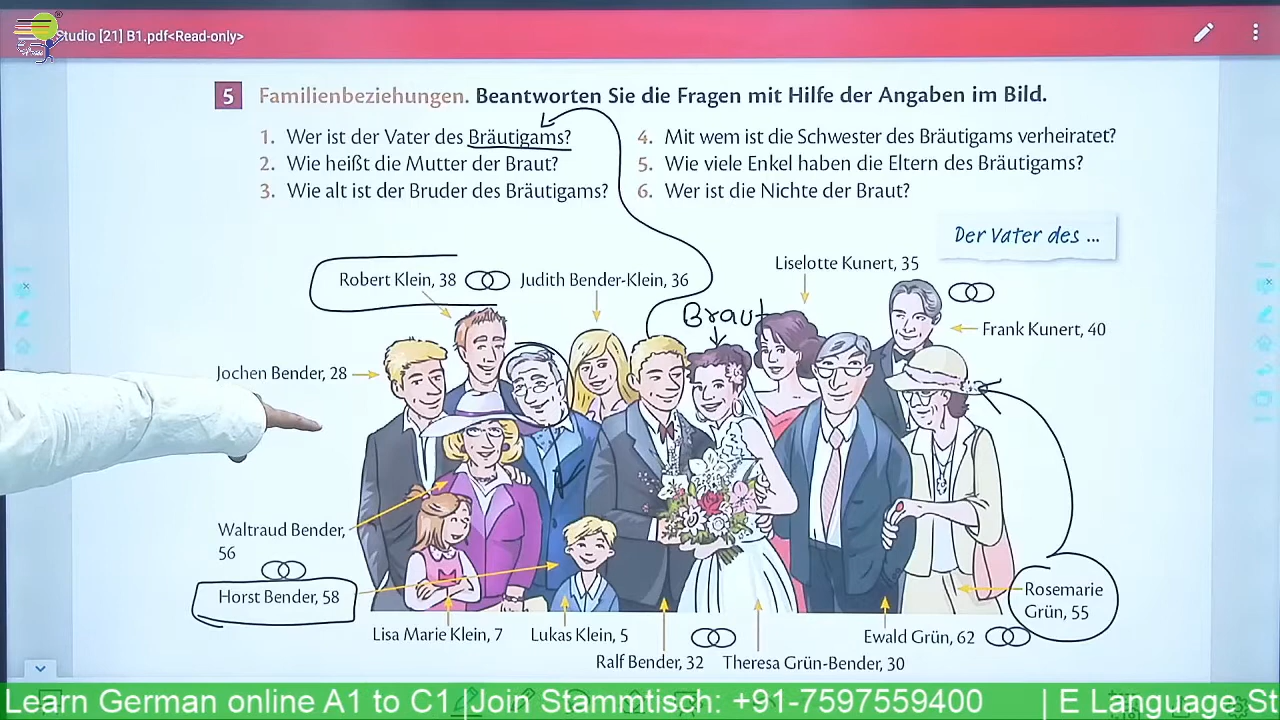 Studio [21] B1.pdf<Read-only>
5 Familienbeziehungen. Beantworten Sie die Fragen mit Hilfe der Angaben im Bild.
1. Wer ist der Vater des Bräutigams?
2. Wie heißt die Mutter der Braut?
3. Wie alt ist der Bruder des Bräutigams?
4. Mit wem ist die Schwester des Bräutigams verheiratet?
5. Wie viele Enkel haben die Eltern des Bräutigams?
6. Wer ist die Nichte der Braut?
Der Vater des ...
Liselotte Kunert, 35
Robert Klein, 38
Judith Bender-Klein, 36
Braut
Frank Kunert, 40
Jochen Bender, 28
Waltraud Bender,
56
Horst Bender, 58
Rosemarie
Grün, 55
Lisa Marie Klein, 7
Lukas Klein, 5
Ewald Grün, 62
Ralf Bender, 32
Theresa Grün-Bender, 30
Learn German online A1 to C1 |Join Stammtisch: +91-7597559400 | E Language St